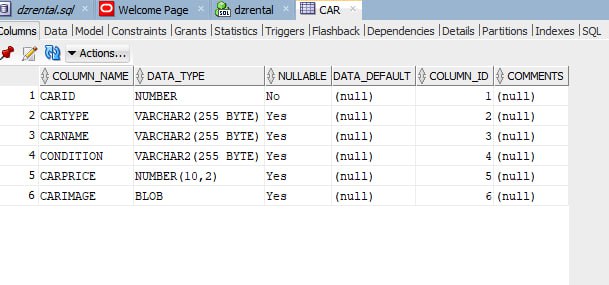 dzrental.sql Welcome Page dzrental CAR
Columns Data Model Constraints Grants Statistics Triggers Flashback Dependencies Details Partitions Indexes SQL
Actions...
COLUMN_NAME DATA_TYPE NULLABLE DATA_DEFAULT COLUMN_ID COMMENTS
1 CARID NUMBER No (null) 1 (null)
2 CARTYPE VARCHAR2(255 BYTE) Yes (null) 2 (null)
3 CARNAME VARCHAR2(255 BYTE) Yes (null) 3 (null)
4 CONDITION VARCHAR2(255 BYTE) Yes (null) 4 (null)
5 CARPRICE NUMBER(10,2) Yes (null) 5 (null)
6 CARIMAGE BLOB Yes (null) 6 (null)